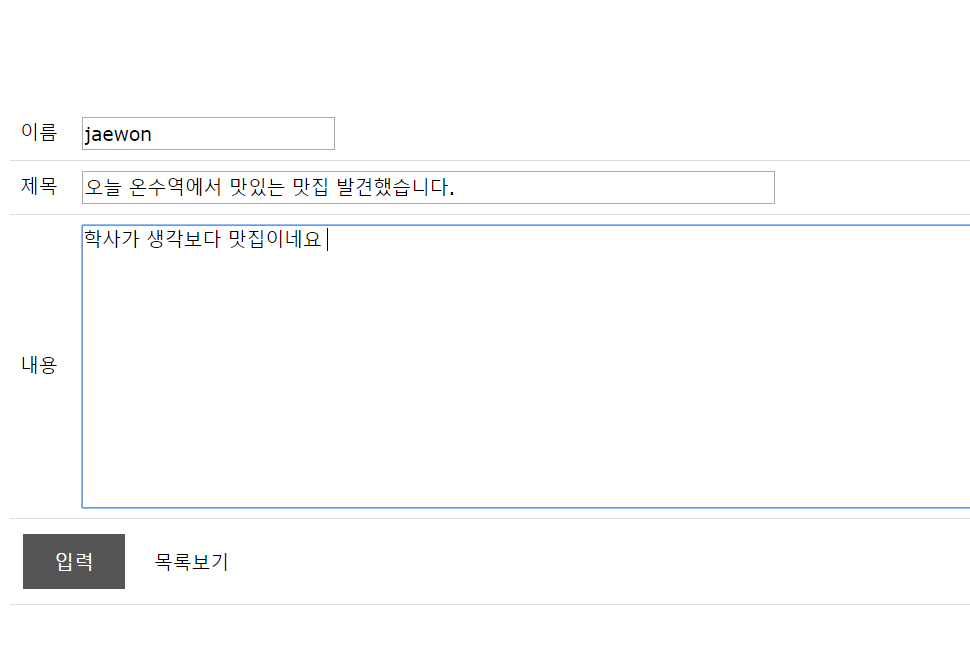 이름 jaewon
제목 오늘 온수역에서 맛있는 맛집 발견했습니다.
학사가 생각보다 맛집이네요
내용
입력 목록보기